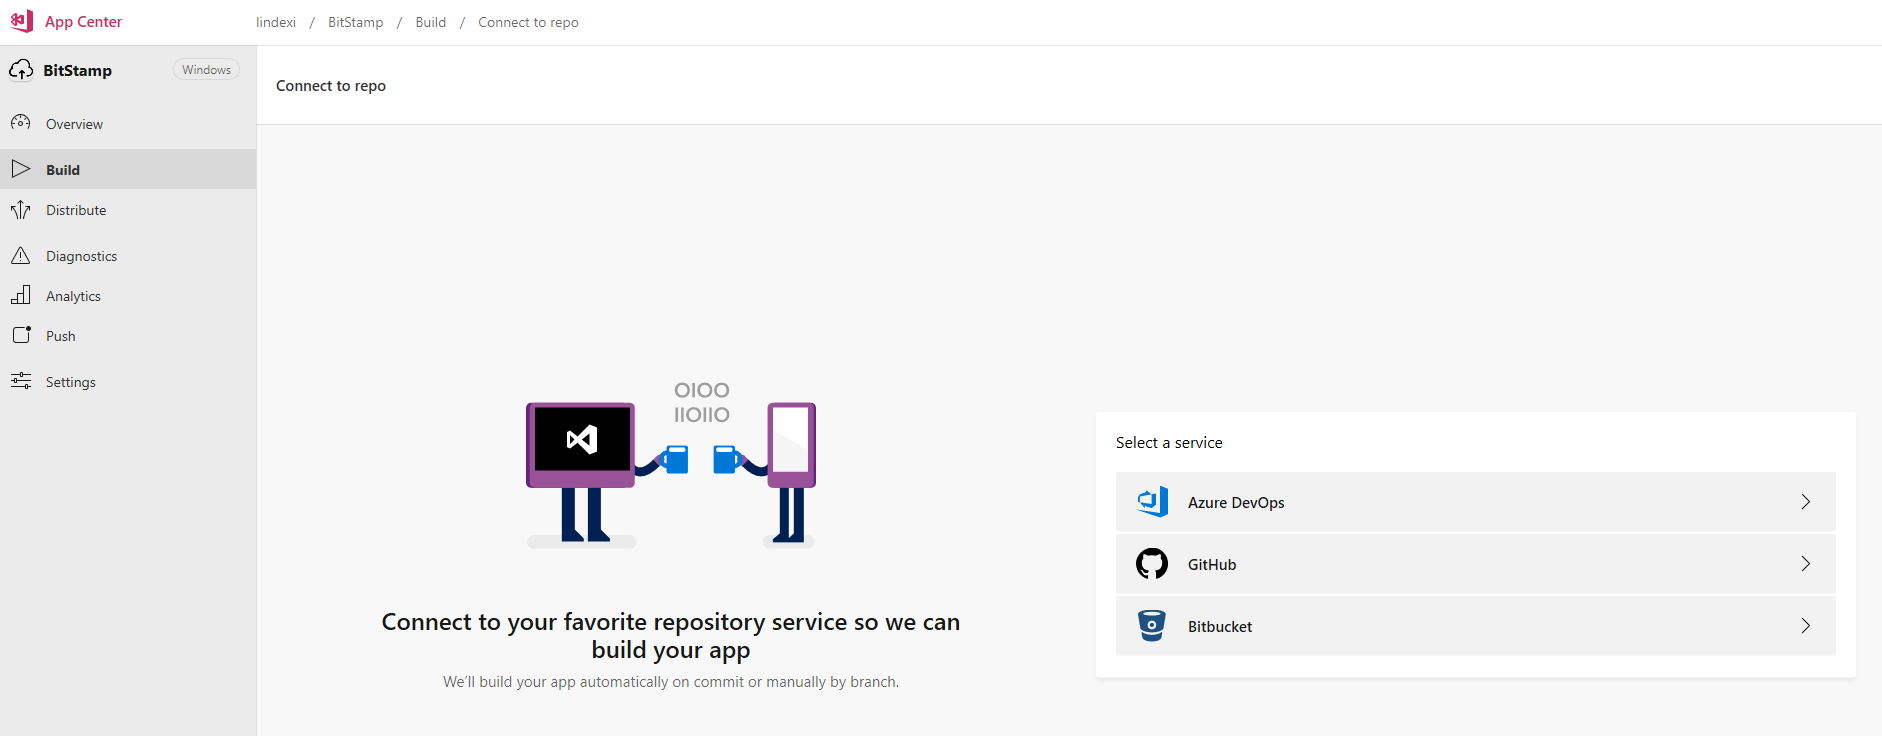 App Center
lindexi / BitStamp / Build / Connect to repo
BitStamp
Windows
Overview
Build
Distribute
Diagnostics
Analytics
Push
Settings
Connect to repo
OIOO
IIOIIO
Connect to your favorite repository service so we can
build your app
We'll build your app automatically on commit or manually by branch.
Select a service
Azure DevOps
GitHub
Bitbucket